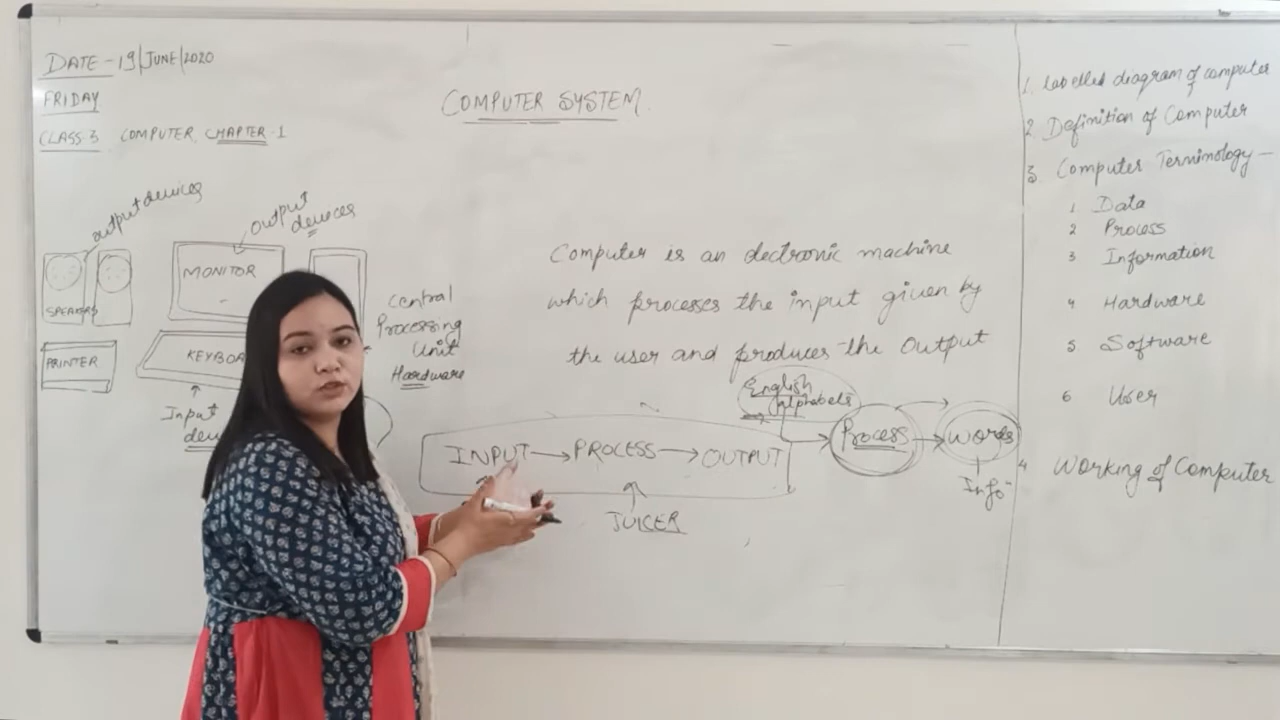 DATE - 19/JUNE/2020
FRIDAY
CLASS-3 COMPUTER CHAPTER-1
COMPUTER SYSTEM
output devices
OUTPUT
devices
SPEAKERS
MONITOR
PRINTER
KEYBOA
Input
Central
Processing
Unit
Hardware
Computer is an electronic machine
which processes the input given by
the user and produces the output
English
Alphabets
INPUT → PROCESS → OUTPUT
Process
Words
Info
JUICER
1. Labelled diagram of computer
2 Definition of Computer
3. Computer Terminology -
1 Data
2 Process
3 Information
4 Hardware
5 Software
6 User
4 Working of Computer